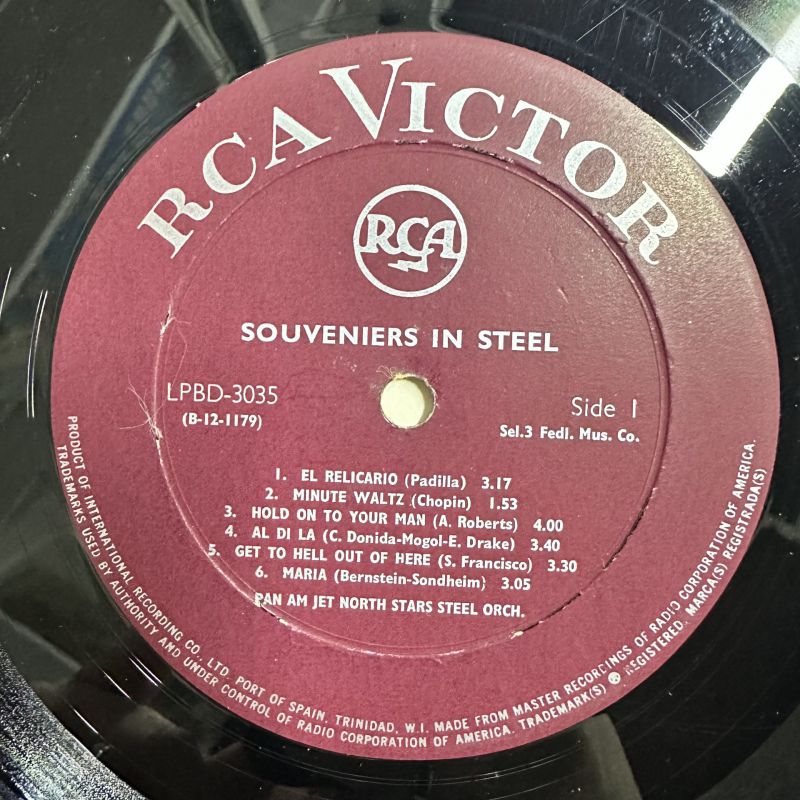 RCA VICTOR
RCA
SOUVENIERS IN STEEL
LPBD-3035
(B-12-1179)
Side 1
Sel.3 Fedl. Mus. Co.
1. EL RELICARIO (Padilla) 3.17
2. MINUTE WALTZ (Chopin) 1.53
3. HOLD ON TO YOUR MAN (A. Roberts) 4.00
4. AL DI LA (C. Donida-Mogol-E. Drake) 3.40
5. GET TO HELL OUT OF HERE (S. Francisco) 3.30
6. MARIA (Bernstein-Sondheim) 3.05
PAN AM JET NORTH STARS STEEL ORCH.
PRODUCT OF INTERNATIONAL RECORDING CO., LTD. PORT OF SPAIN, TRINIDAD, W.I. MADE FROM MASTER RECORDINGS OF RADIO CORPORATION OF AMERICA.
TRADEMARKS USED BY AUTHORITY AND UNDER CONTROL OF RADIO CORPORATION OF AMERICA. TRADEMARK(S) ® REGISTERED. MARCA(S) REGISTRADA(S)